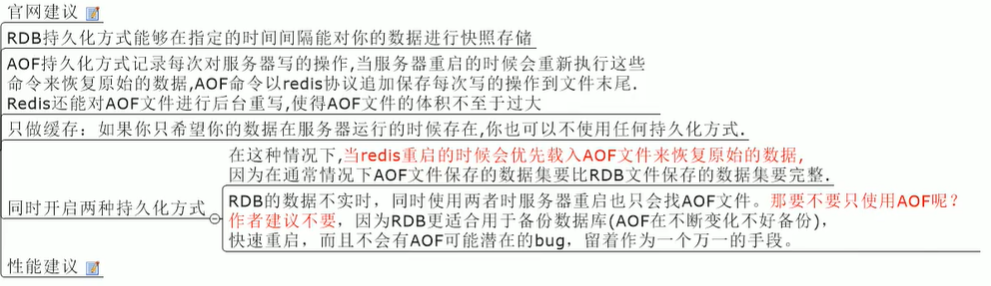 官网建议
RDB持久化方式能够在指定的时间间隔能对你的数据进行快照存储
AOF持久化方式记录每次对服务器写的操作,当服务器重启的时候会重新执行这些
命令来恢复原始的数据,AOF命令以redis协议追加保存每次写的操作到文件末尾.
Redis还能对AOF文件进行后台重写,使得AOF文件的体积不至于过大
只做缓存：如果你只希望你的数据在服务器运行的时候存在,你也可以不使用任何持久化方式.
同时开启两种持久化方式
在这种情况下,当redis重启的时候会优先载入AOF文件来恢复原始的数据,
因为在通常情况下AOF文件保存的数据集要比RDB文件保存的数据集要完整.
RDB的数据不实时，同时使用两者时服务器重启也只会找AOF文件。那要不要只使用AOF呢？
作者建议不要，因为RDB更适合用于备份数据库(AOF在不断变化不好备份)，
快速重启，而且不会有AOF可能潜在的bug，留着作为一个万一的手段。
性能建议